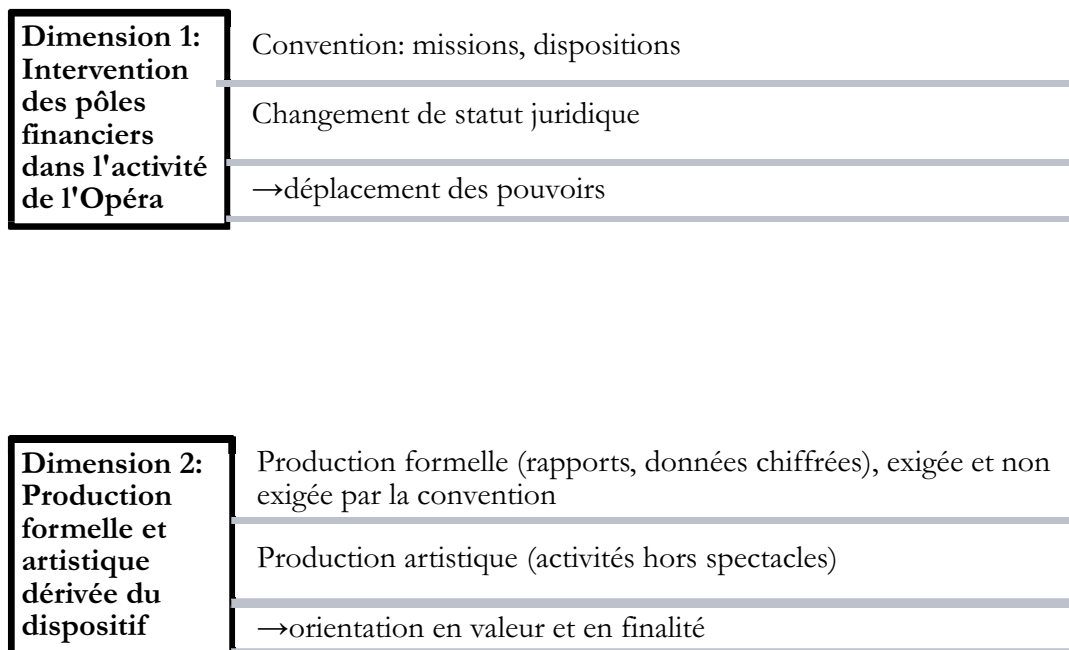 Dimension 1:
Intervention
des pôles
financiers
dans l'activité
de l'Opéra
Convention: missions, dispositions
Changement de statut juridique
→déplacement des pouvoirs
Dimension 2:
Production
formelle et
artistique
dérivée du
dispositif
Production formelle (rapports, données chiffrées), exigée et non
exigée par la convention
Production artistique (activités hors spectacles)
→orientation en valeur et en finalité